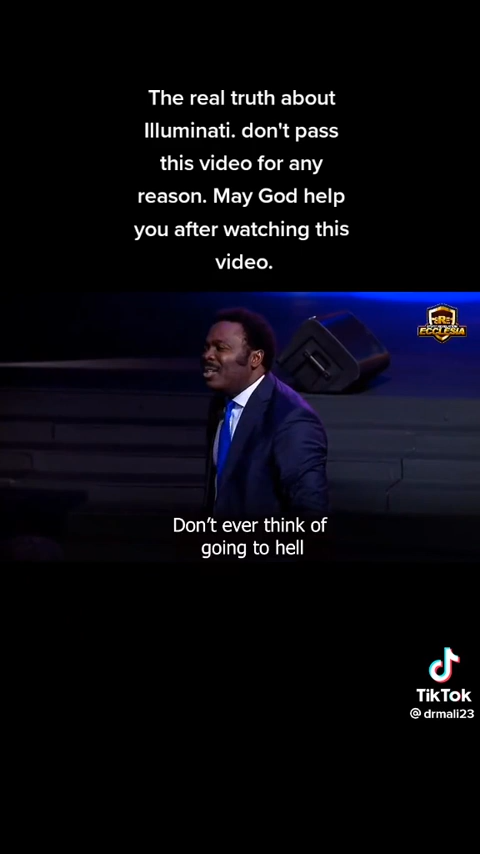 The real truth about
Illuminati. don't pass
this video for any
reason. May God help
you after watching this
video.
ECCLESIA
Don't ever think of
going to hell
TikTok
@drmali23